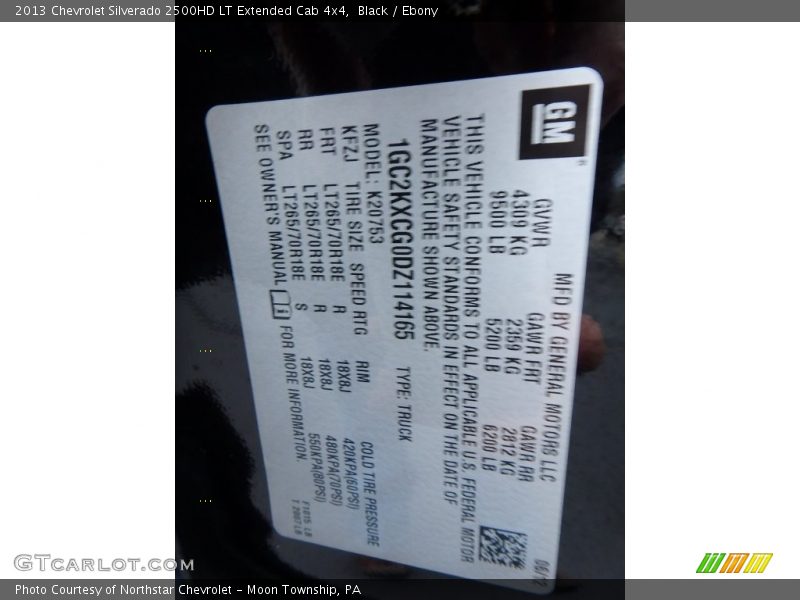 2013 Chevrolet Silverado 2500HD LT Extended Cab 4x4, Black / Ebony
GM
MFD BY GENERAL MOTORS LLC
GVWR GAWR FRT GAWR RR
4309 KG 2359 KG 2812 KG
9500 LB 5200 LB 6200 LB
THIS VEHICLE CONFORMS TO ALL APPLICABLE U.S. FEDERAL MOTOR
VEHICLE SAFETY STANDARDS IN EFFECT ON THE DATE OF
MANUFACTURE SHOWN ABOVE.
1GC2KXCG0DZ114165 TYPE: TRUCK
MODEL: K20753
KFZJ TIRE SIZE SPEED RTG RIM COLD TIRE PRESSURE
FRT LT265/70R18E R 18X8J 420KPA(60PSI)
RR LT265/70R18E R 18X8J 480KPA(70PSI)
SPA LT265/70R18E S 18X8J 550KPA(80PSI)
SEE OWNER'S MANUAL FOR MORE INFORMATION.
GTCarlot.com
Photo Courtesy of Northstar Chevrolet – Moon Township, PA